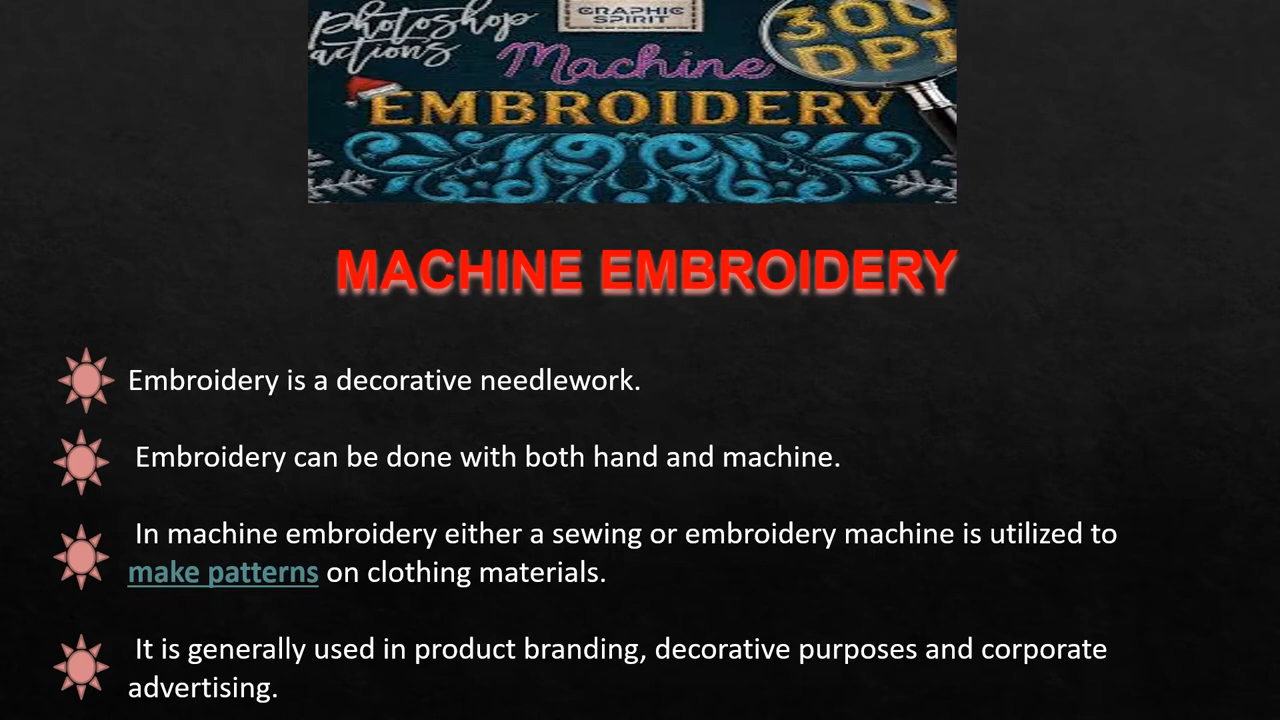 Photoshop
actions
GRAPHIC
SPIRIT
300
DPI
Machine
EMBROIDERY
MACHINE EMBROIDERY
Embroidery is a decorative needlework.
Embroidery can be done with both hand and machine.
In machine embroidery either a sewing or embroidery machine is utilized to
make patterns on clothing materials.
It is generally used in product branding, decorative purposes and corporate
advertising.